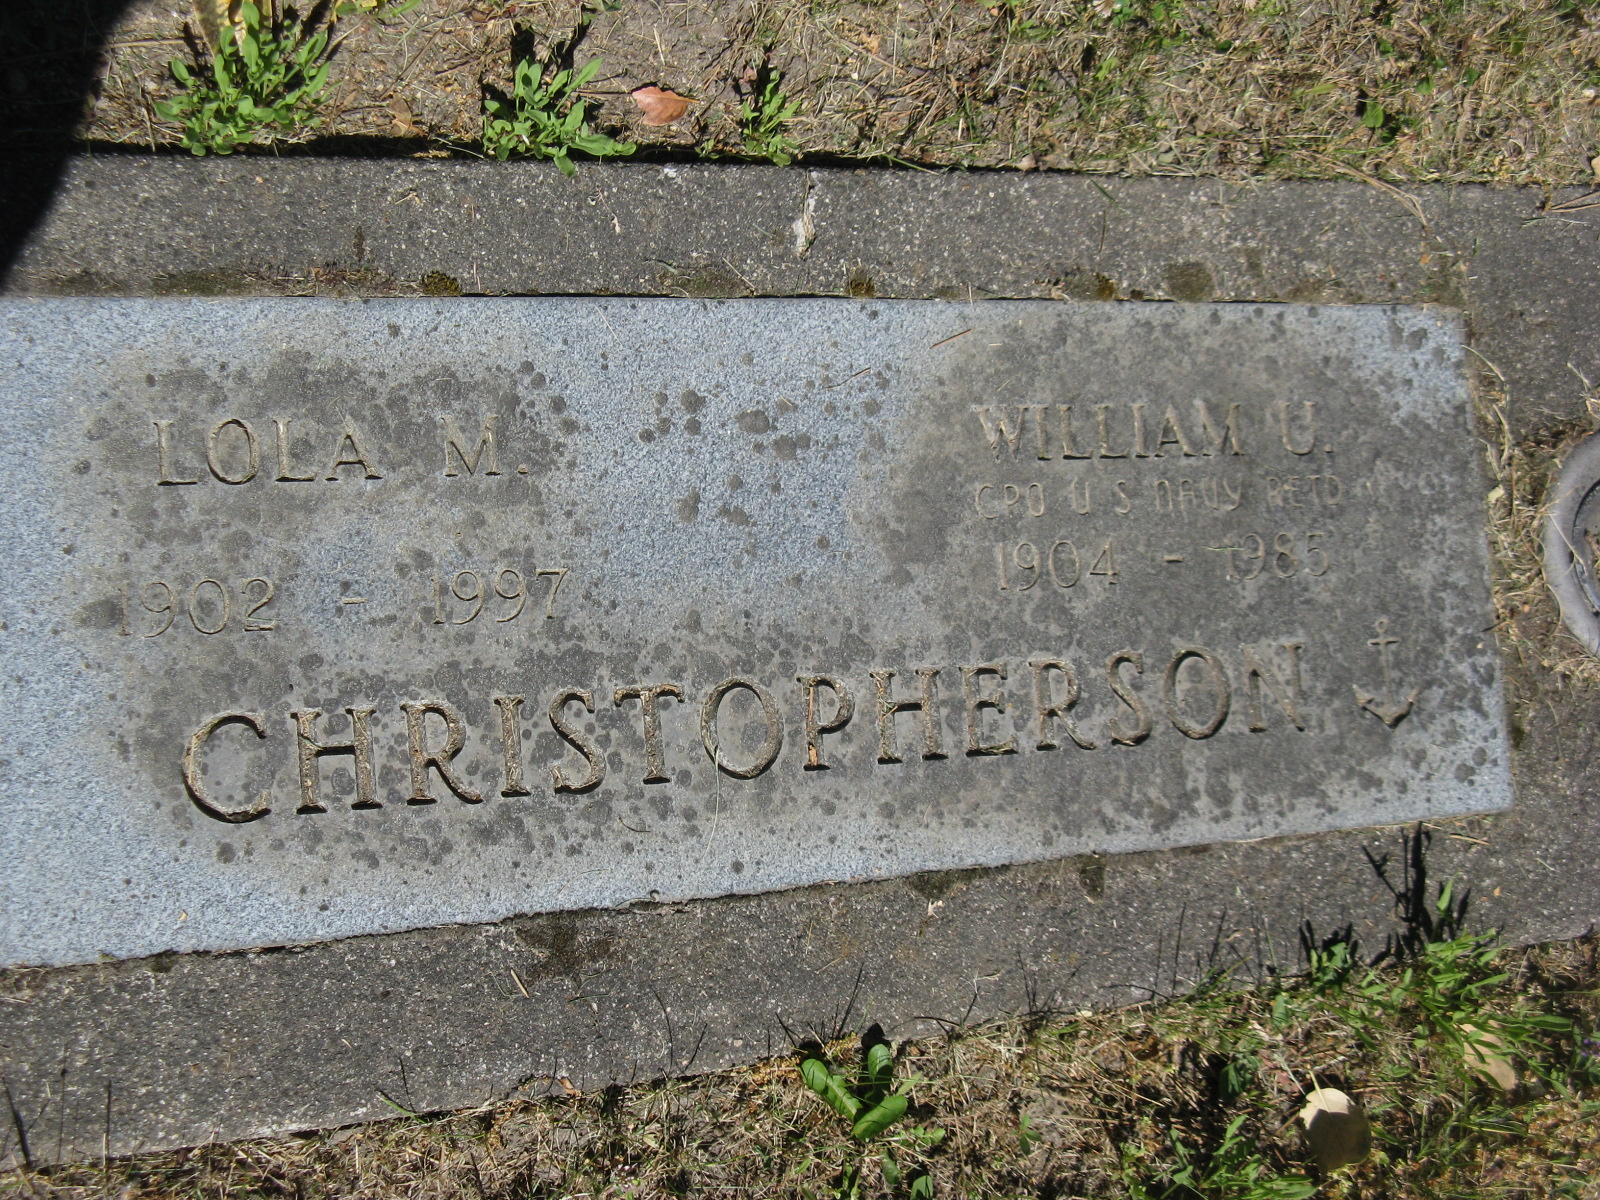 LOLA M.
1902 - 1997
WILLIAM U.
CPO U S NAVY RETD
1904 - 1985
CHRISTOPHERSON